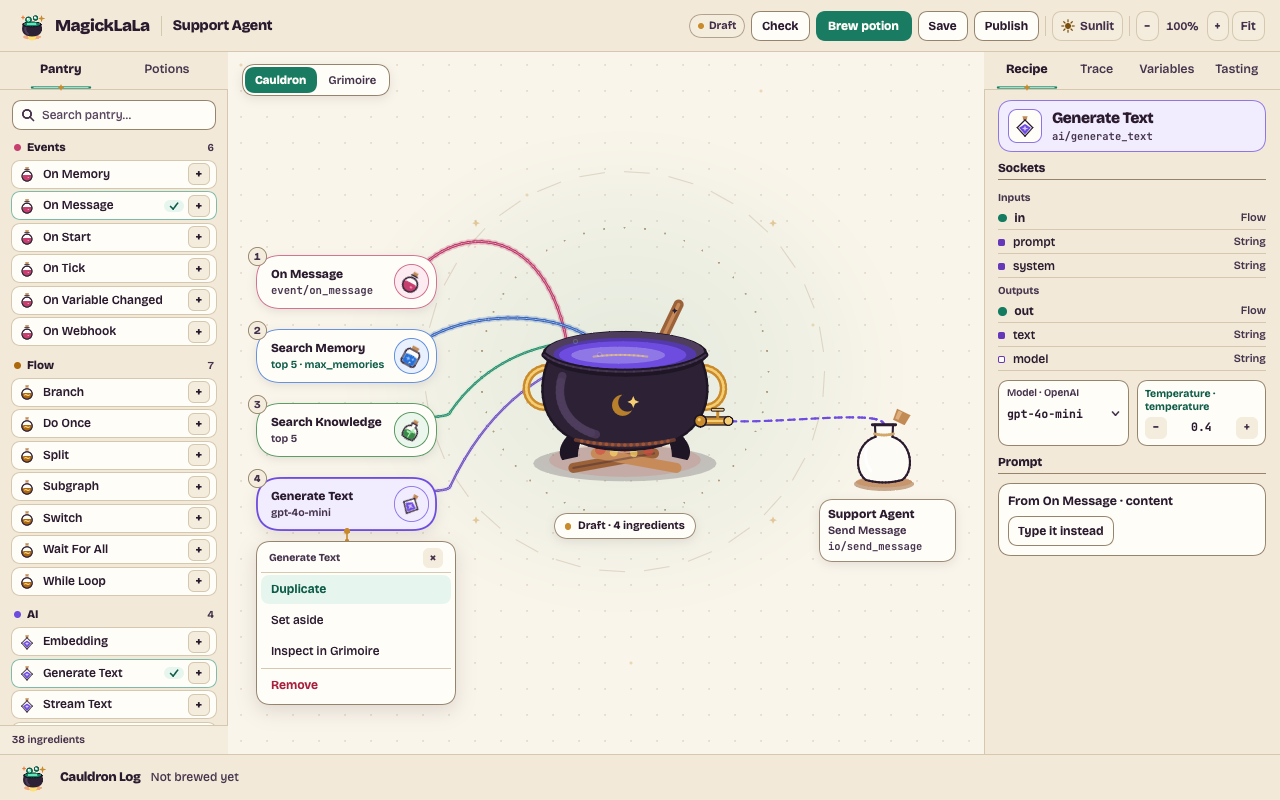 MagickLaLa
Support Agent
Draft
Check
Brew potion
Save
Publish
Sunlit
−
100%
+
Fit
Pantry
Potions
Search pantry...
Events
6
On Memory
+
On Message
+
On Start
+
On Tick
+
On Variable Changed
+
On Webhook
+
Flow
7
Branch
+
Do Once
+
Split
+
Subgraph
+
Switch
+
Wait For All
+
While Loop
+
AI
4
Embedding
+
Generate Text
+
Stream Text
+
38 ingredients
Cauldron
Grimoire
1
On Message
event/on_message
2
Search Memory
top 5 · max_memories
3
Search Knowledge
top 5
4
Generate Text
gpt-4o-mini
Generate Text
×
Duplicate
Set aside
Inspect in Grimoire
Remove
Draft · 4 ingredients
Support Agent
Send Message
io/send_message
Recipe
Trace
Variables
Tasting
Generate Text
ai/generate_text
Sockets
Inputs
in
Flow
prompt
String
system
String
Outputs
out
Flow
text
String
model
String
Model · OpenAI
gpt-4o-mini
Temperature ·
temperature
−
0.4
+
Prompt
From On Message · content
Type it instead
Cauldron Log
Not brewed yet